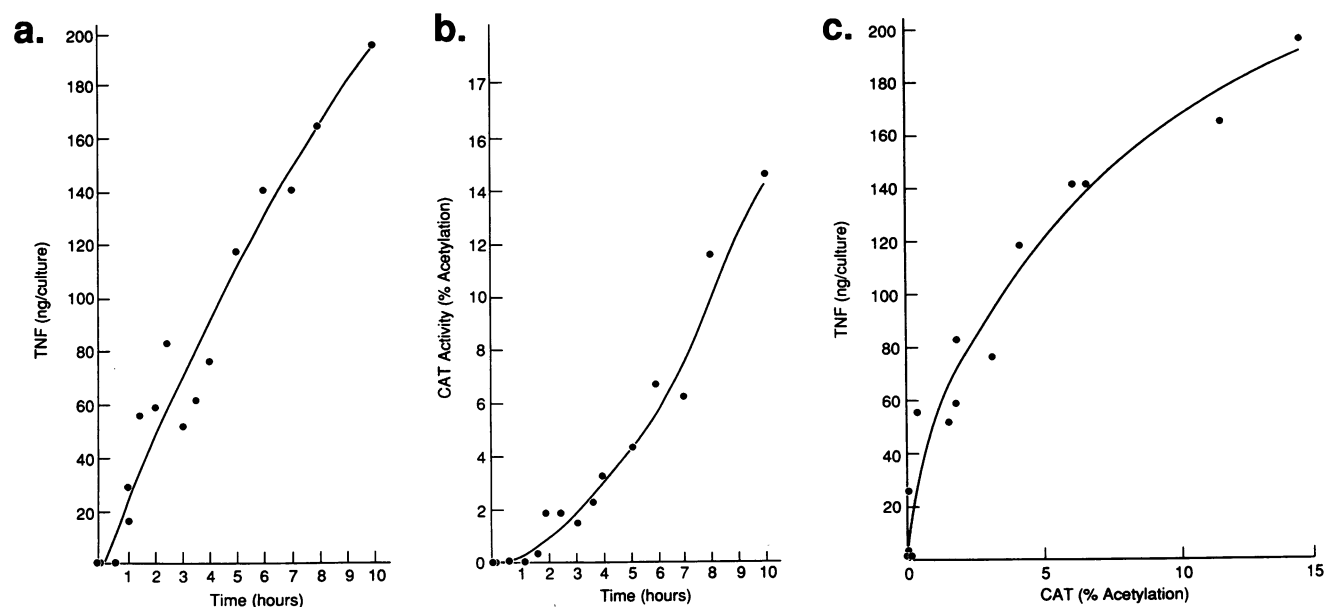 a.
TNF (ng/culture)
200
180
160
140
120
100
80
60
40
20
1 2 3 4 5 6 7 8 9 10
Time (hours)
b.
CAT Activity (% Acetylation)
17
16
14
12
10
8
6
4
2
0
1 2 3 4 5 6 7 8 9 10
Time (hours)
c.
TNF (ng/culture)
200
180
160
140
120
100
80
60
40
20
0 5 10 15
CAT (% Acetylation)